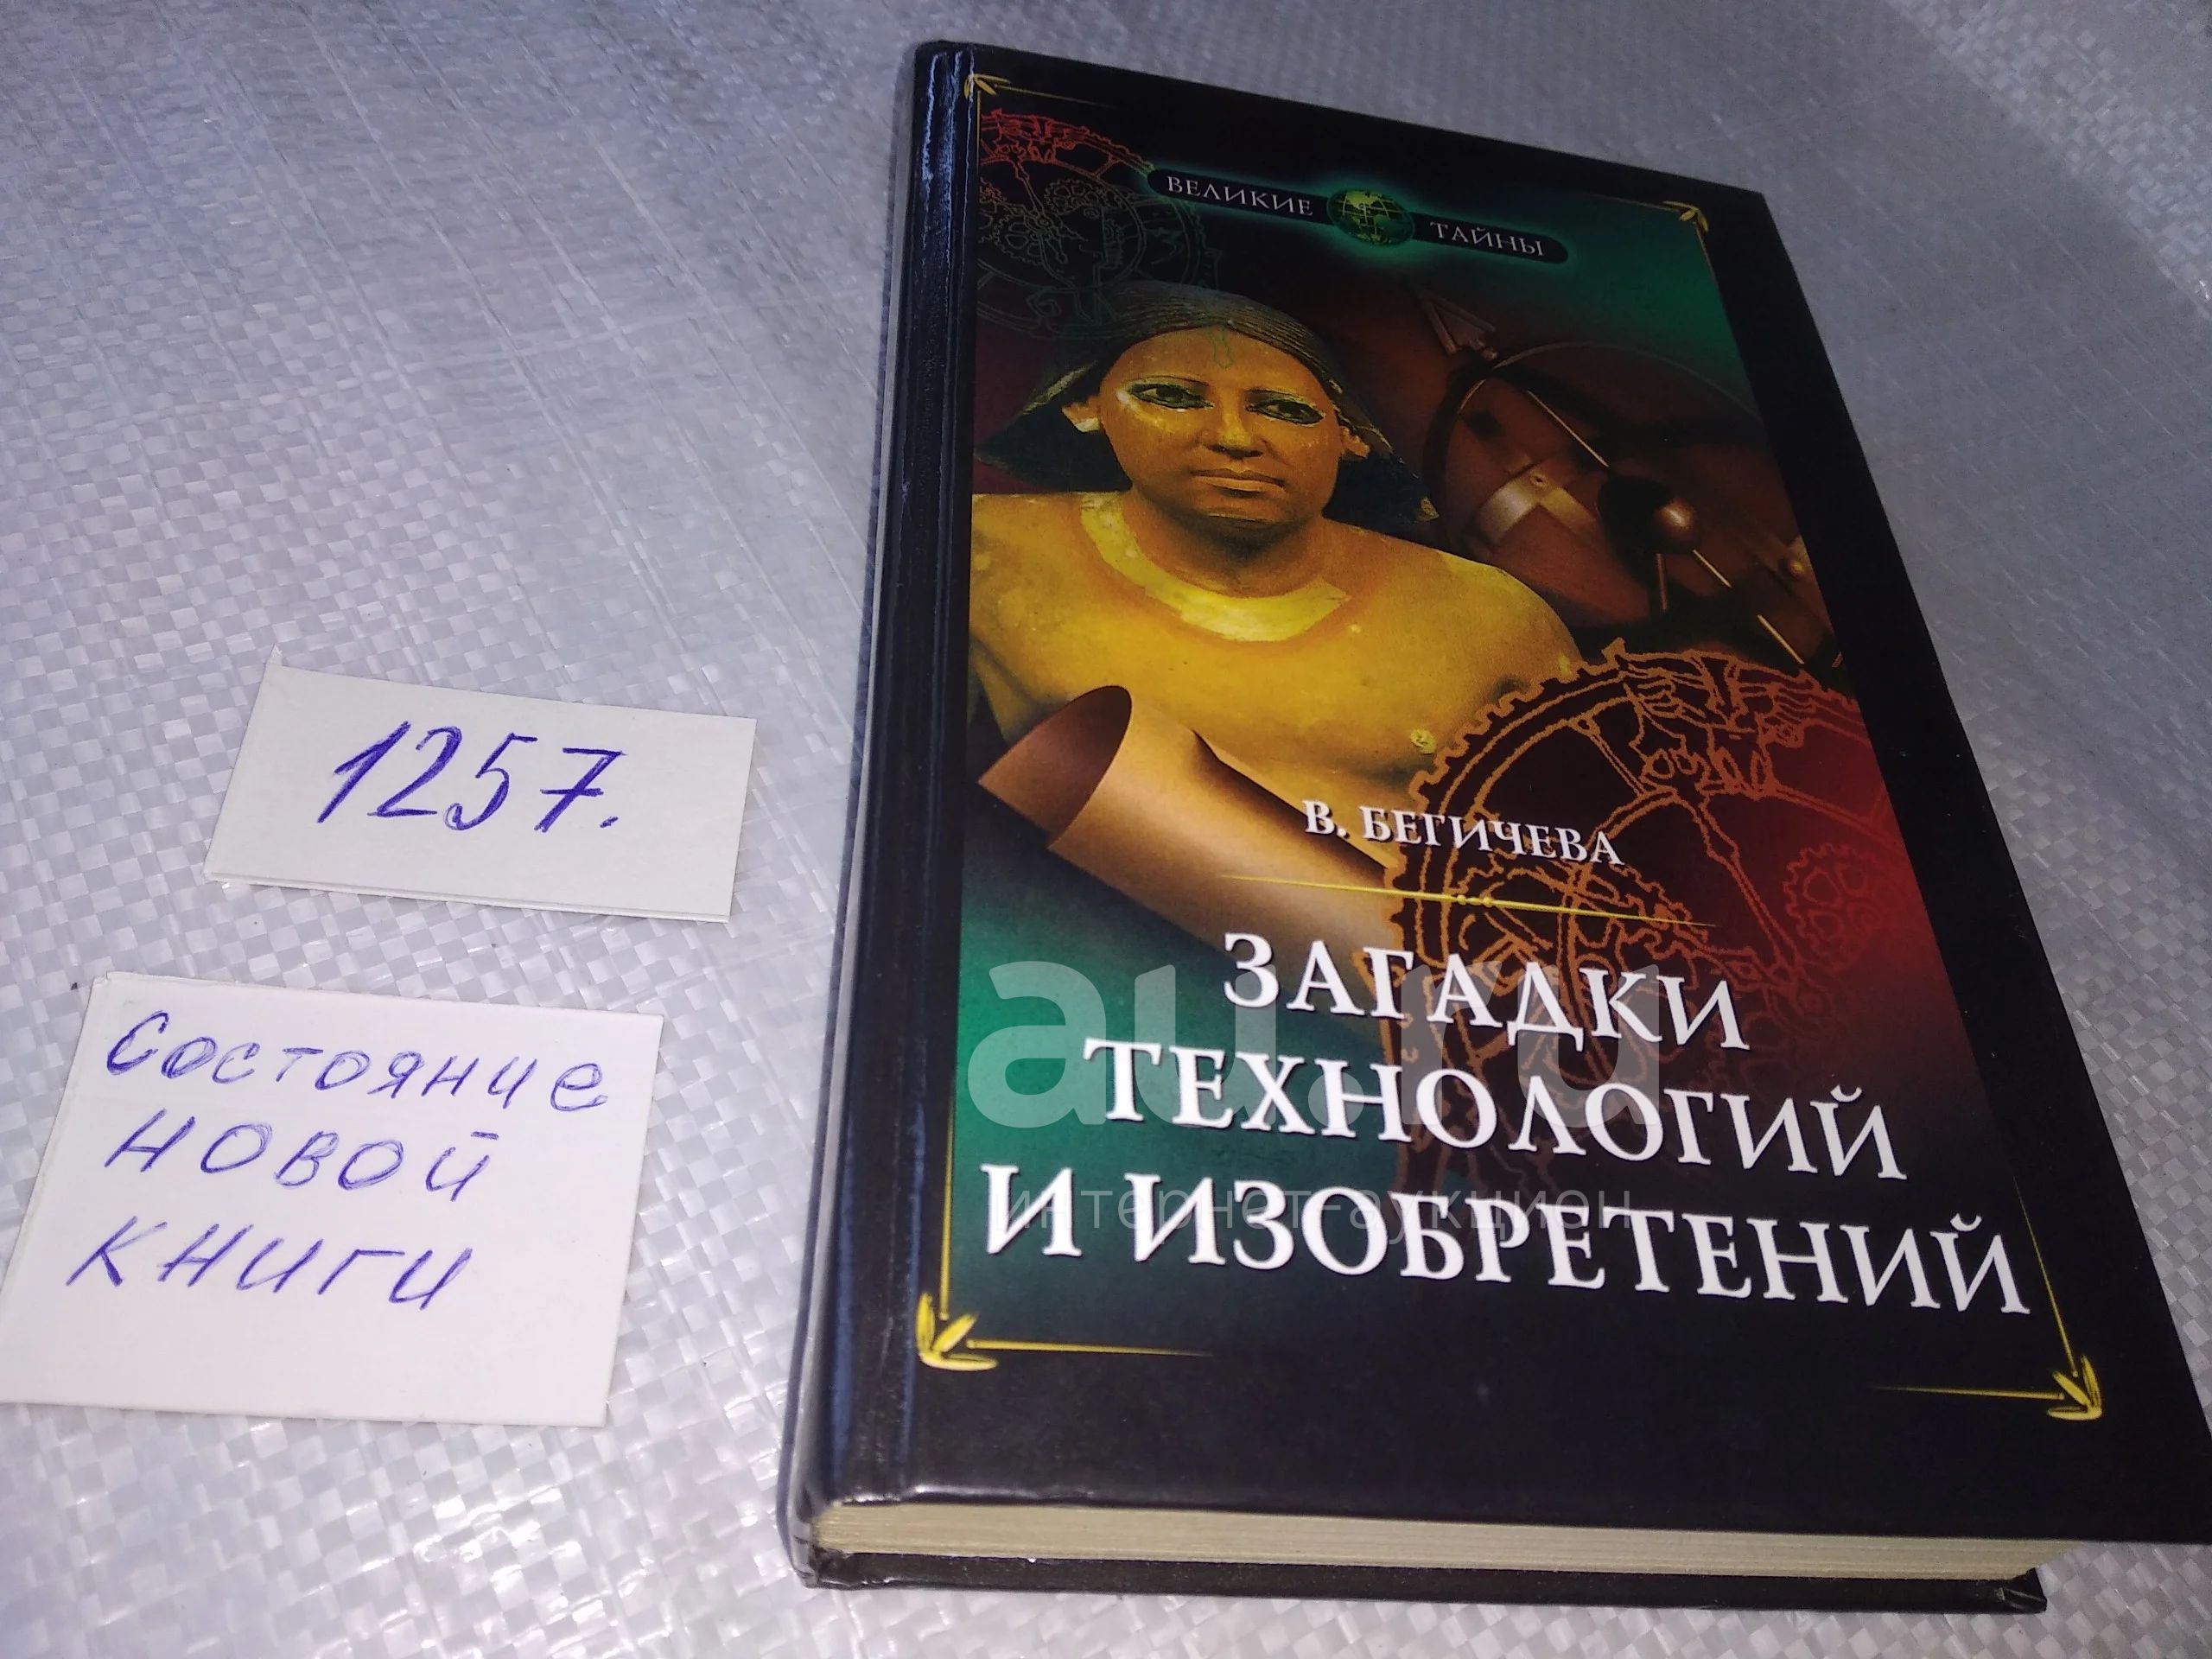 ВЕЛИКИЕ ТАЙНЫ
В. БЕГИЧЕВА
ЗАГАДКИ
ТЕХНОЛОГИЙ
И ИЗОБРЕТЕНИЙ
1257.
Состояние
новой
книги
au.ru
интернет-аукцион